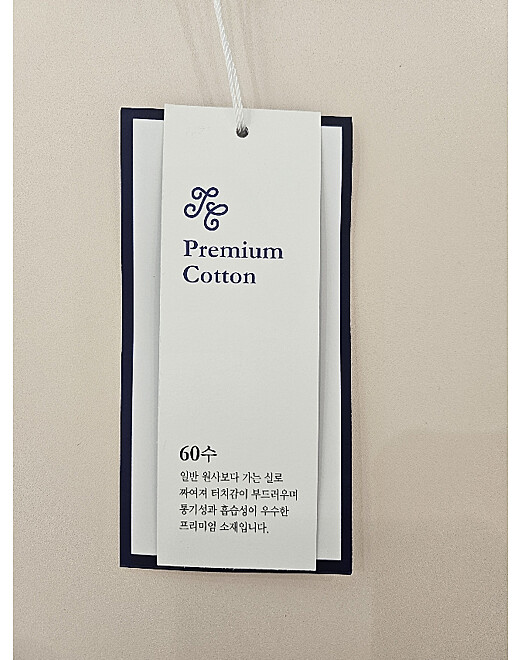 TC
Premium
Cotton
60수
일반 원사보다 가는 실로
짜여져 터치감이 부드러우며
통기성과 흡습성이 우수한
프리미엄 소재입니다.